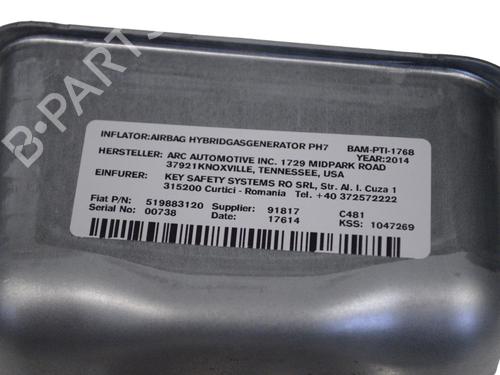 INFLATOR:AIRBAG HYBRIDGASGENERATOR PH7 BAM-PTI-1768
YEAR:2014
HERSTELLER: ARC AUTOMOTIVE INC. 1729 MIDPARK ROAD
37921KNOXVILLE, TENNESSEE, USA
EINFURER: KEY SAFETY SYSTEMS RO SRL, Str. Al. I. Cuza 1
315200 Curtici - Romania Tel. +40 372572222
Fiat P/N: 519883120 Supplier: 91817 C481
Serial No: 00738 Date: 17614 KSS: 1047269
B-PARTS